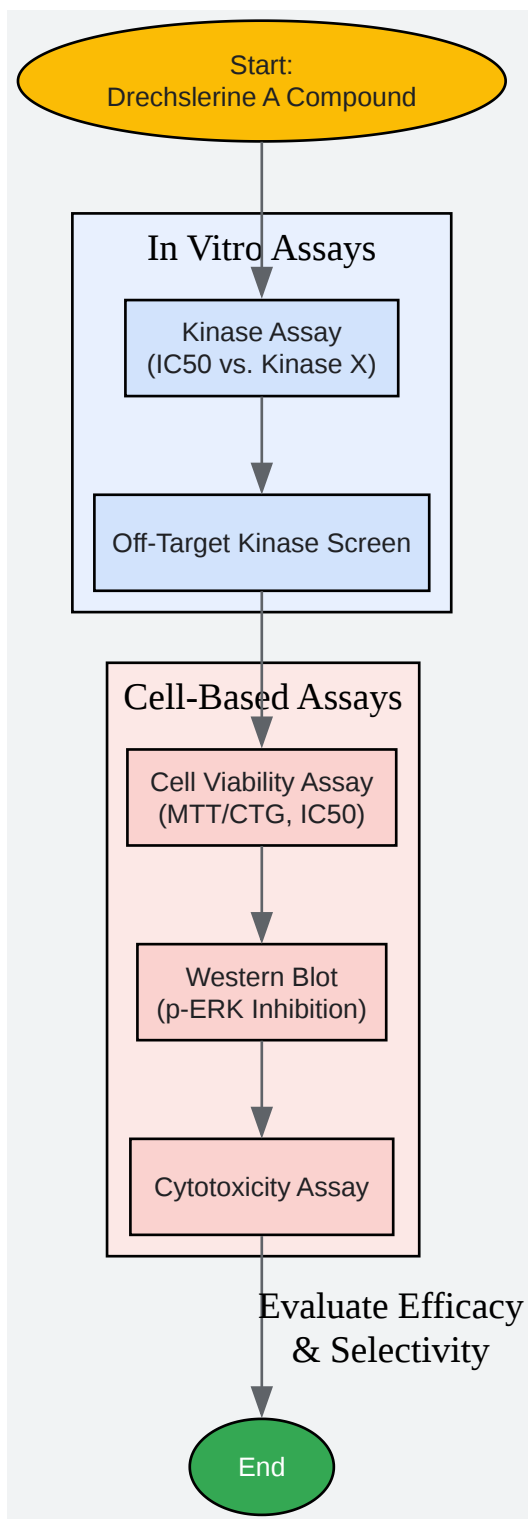 Start:
Drechslerine A Compound
In Vitro Assays
Kinase Assay
(IC50 vs. Kinase X)
Off-Target Kinase Screen
Cell-Based Assays
Cell Viability Assay
(MTT/CTG, IC50)
Western Blot
(p-ERK Inhibition)
Cytotoxicity Assay
Evaluate Efficacy
& Selectivity
End